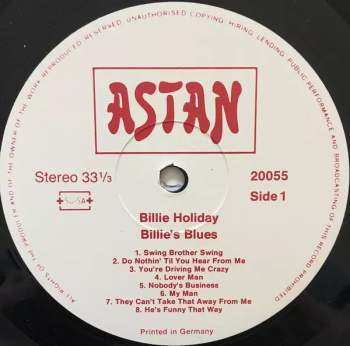 ALL RIGHTS OF THE PRODUCER AND OF THE OWNER OF THE WORK REPRODUCED RESERVED. UNAUTHORISED COPYING, HIRING, LENDING, PUBLIC PERFORMANCE AND BROADCASTING OF THIS RECORD PROHIBITED
ASTAN
Stereo 33 1/3
20055
SUISA
Side 1
Billie Holiday
Billie's Blues
1. Swing Brother Swing
2. Do Nothin' Til You Hear From Me
3. You're Driving Me Crazy
4. Lover Man
5. Nobody's Business
6. My Man
7. They Can't Take That Away From Me
8. He's Funny That Way
Printed in Germany